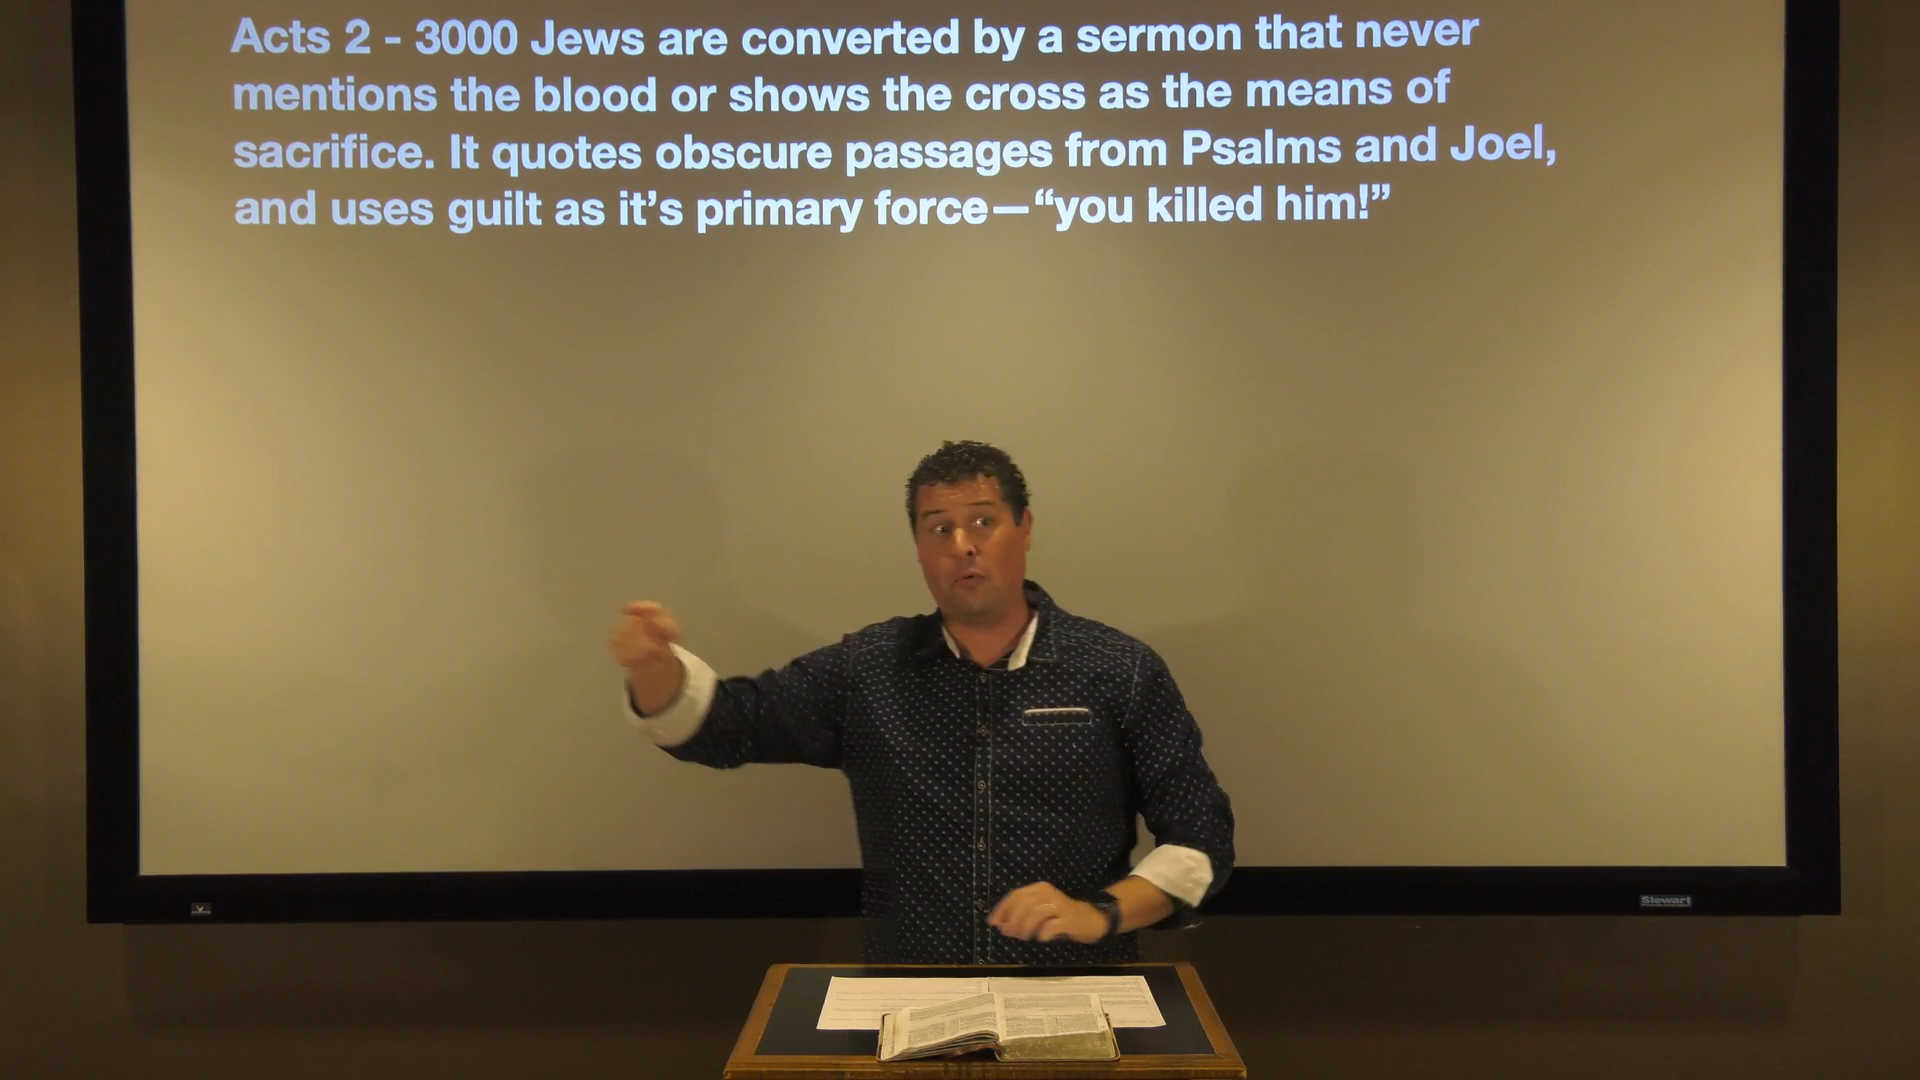 Acts 2 - 3000 Jews are converted by a sermon that never
mentions the blood or shows the cross as the means of
sacrifice. It quotes obscure passages from Psalms and Joel,
and uses guilt as it’s primary force—“you killed him!”
Stewart